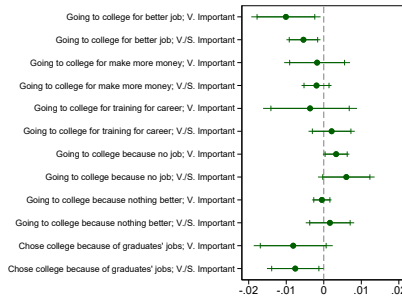 Going to college for better job; V. Important
Going to college for better job; V./S. Important
Going to college for make more money; V. Important
Going to college for make more money; V./S. Important
Going to college for training for career; V. Important
Going to college for training for career; V./S. Important
Going to college because no job; V. Important
Going to college because no job; V./S. Important
Going to college because nothing better; V. Important
Going to college because nothing better; V./S. Important
Chose college because of graduates' jobs; V. Important
Chose college because of graduates' jobs; V./S. Important
-.02 -.01 0 .01 .02